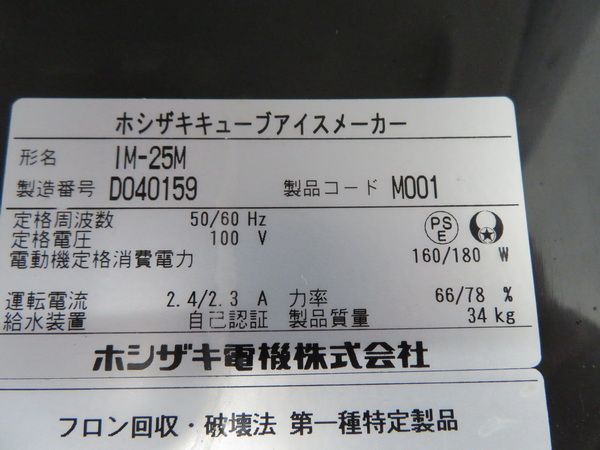 ホシザキキューブアイスメーカー
形名 IM-25M
製造番号 D040159 製品コード M001
定格周波数 50/60 Hz
定格電圧 100 V
電動機定格消費電力 160/180 W
PS
E
運転電流 2.4/2.3 A 力率 66/78 %
給水装置 自己認証 製品質量 34 kg
ホシザキ電機株式会社
フロン回収・破壊法 第一種特定製品